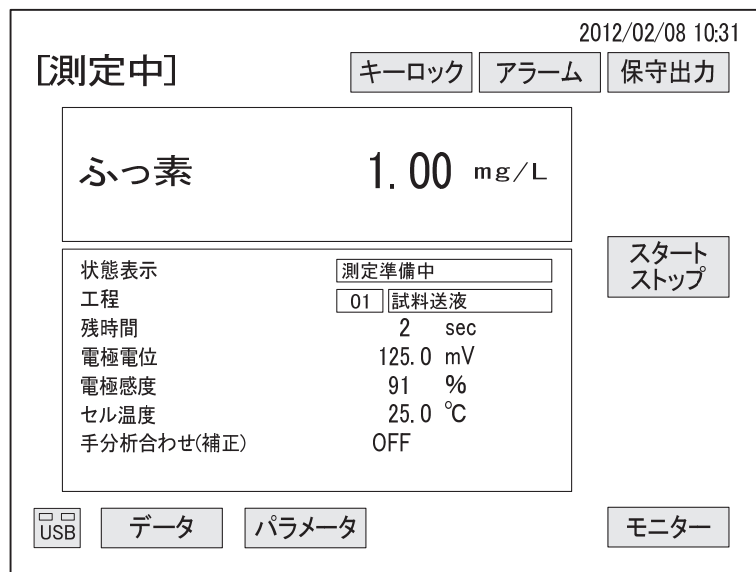 2012/02/08 10:31
[測定中] キーロック アラーム 保守出力
ふっ素 1.00 mg/L
スタート
ストップ
状態表示 測定準備中
工程 01 試料送液
残時間 2 sec
電極電位 125.0 mV
電極感度 91 %
セル温度 25.0 ℃
手分析合わせ(補正) OFF
USB データ パラメータ モニター